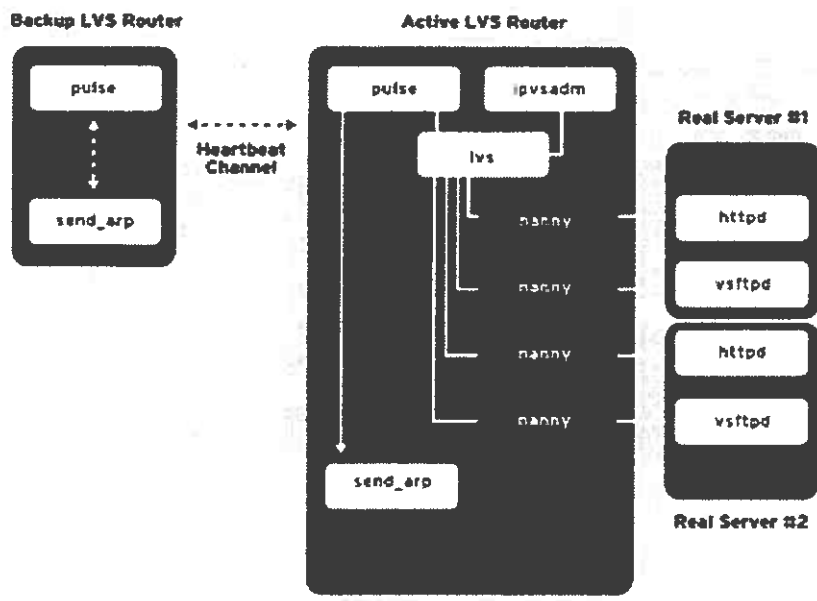 Backup LVS Router
pulse
send_arp
Heartbeat
Channel
Active LVS Router
pulse
ipvsadm
lvs
nanny
nanny
nanny
nanny
send_arp
Real Server #1
httpd
vsftpd
httpd
vsftpd
Real Server #2